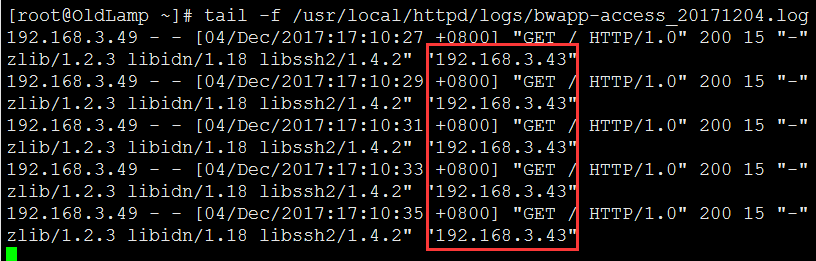 [root@OldLamp ~]# tail -f /usr/local/httpd/logs/bwapp-access_20171204.log
192.168.3.49 - - [04/Dec/2017:17:10:27 +0800] "GET / HTTP/1.0" 200 15 "-"
zlib/1.2.3 libidn/1.18 libssh2/1.4.2" "192.168.3.43"
192.168.3.49 - - [04/Dec/2017:17:10:29 +0800] "GET / HTTP/1.0" 200 15 "-"
zlib/1.2.3 libidn/1.18 libssh2/1.4.2" "192.168.3.43"
192.168.3.49 - - [04/Dec/2017:17:10:31 +0800] "GET / HTTP/1.0" 200 15 "-"
zlib/1.2.3 libidn/1.18 libssh2/1.4.2" "192.168.3.43"
192.168.3.49 - - [04/Dec/2017:17:10:33 +0800] "GET / HTTP/1.0" 200 15 "-"
zlib/1.2.3 libidn/1.18 libssh2/1.4.2" "192.168.3.43"
192.168.3.49 - - [04/Dec/2017:17:10:35 +0800] "GET / HTTP/1.0" 200 15 "-"
zlib/1.2.3 libidn/1.18 libssh2/1.4.2" "192.168.3.43"